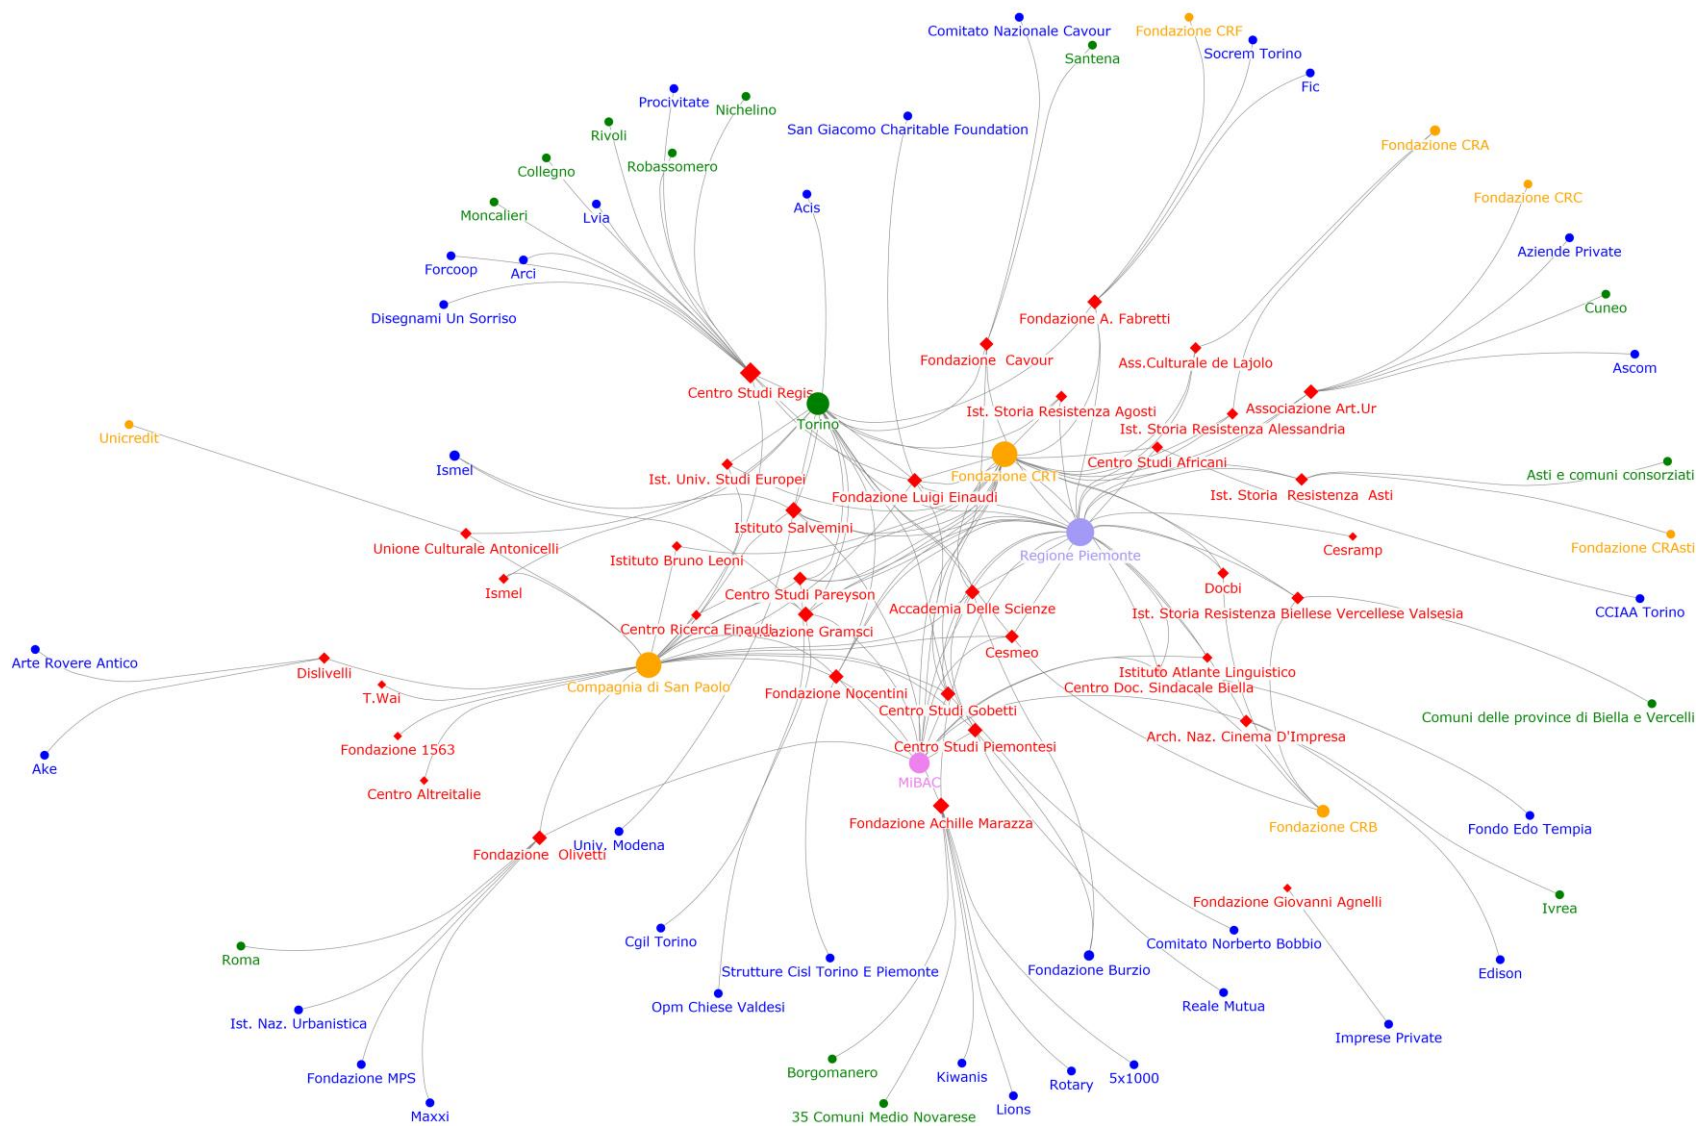 Comitato Nazionale Cavour
Fondazione CRF
Socrem Torino
Santena
Fic
Procivitate
Nichelino
San Giacomo Charitable Foundation
Rivoli
Robassomero
Fondazione CRA
Collegno
Fondazione CRC
Moncalieri
Lvia
Acis
Aziende Private
Forcoop
Arci
Cuneo
Disegnami Un Sorriso
Fondazione A. Fabretti
Fondazione  Cavour
Ass.Culturale de Lajolo
Ascom
Centro Studi Regis
Ist. Storia Resistenza Agosti
Associazione Art.Ur
Torino
Ist. Storia Resistenza Alessandria
Unicredit
Centro Studi Africani
Ismel
Ist. Univ. Studi Europei
Fondazione CRT
Asti e comuni consorziati
Fondazione Luigi Einaudi
Ist. Storia  Resistenza  Asti
Istituto Salvemini
Unione Culturale Antonicelli
Regione Piemonte
Cesramp
Fondazione CRAsti
Istituto Bruno Leoni
Ismel
Centro Studi Pareyson
Docbi
Accademia Delle Scienze
Ist. Storia Resistenza Biellese Vercellese Valsesia
CCIAA Torino
Centro Ricerca Einaudi
dazione Gramsci
Cesmeo
Arte Rovere Antico
Dislivelli
Istituto Atlante Linguistico
Compagnia di San Paolo
Centro Doc. Sindacale Biella
T.Wai
Fondazione Nocentini
Centro Studi Gobetti
Comuni delle province di Biella e Vercelli
Arch. Naz. Cinema D'Impresa
Fondazione 1563
Centro Studi Piemontesi
Ake
MiBAC
Centro Altreitalie
Fondazione Achille Marazza
Fondazione CRB
Fondo Edo Tempia
Fondazione  Olivetti
Univ. Modena
Fondazione Giovanni Agnelli
Ivrea
Cgil Torino
Comitato Norberto Bobbio
Roma
Strutture Cisl Torino E Piemonte
Fondazione Burzio
Edison
Opm Chiese Valdesi
Reale Mutua
Ist. Naz. Urbanistica
Imprese Private
Borgomanero
Fondazione MPS
Kiwanis
Rotary
5x1000
Maxxi
35 Comuni Medio Novarese
Lions